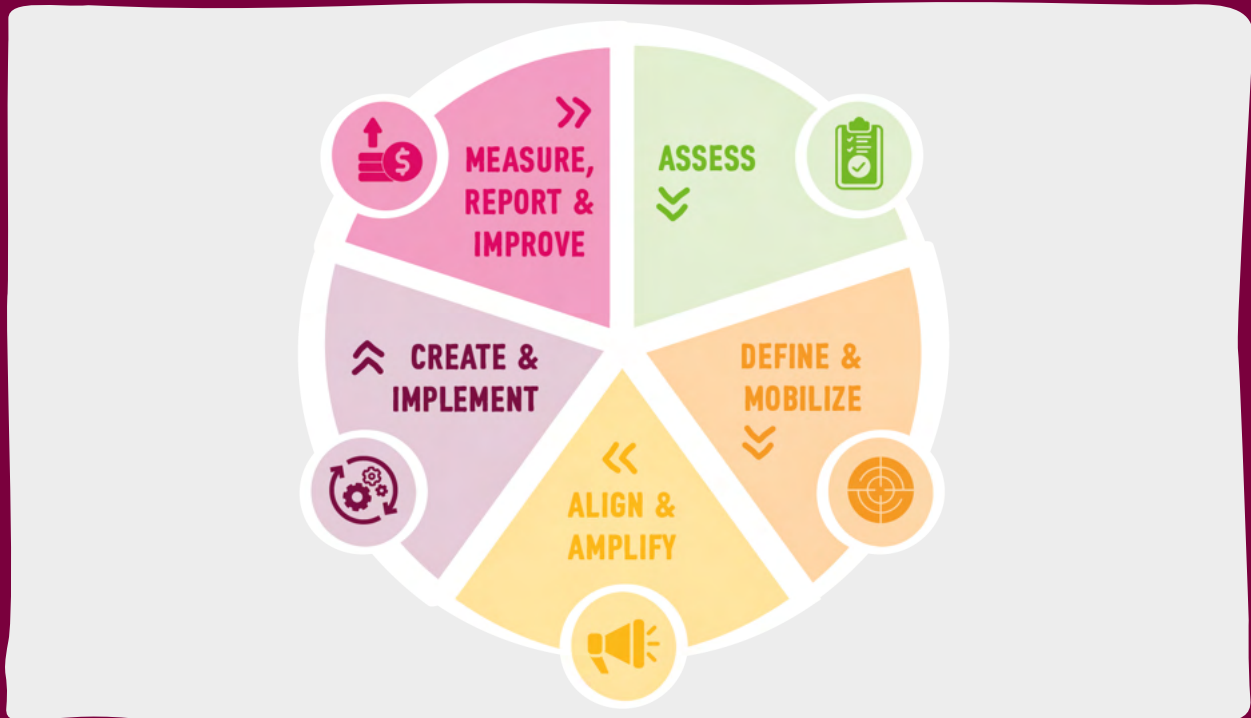 ASSESS
DEFINE &
MOBILIZE
ALIGN &
AMPLIFY
CREATE &
IMPLEMENT
MEASURE,
REPORT &
IMPROVE
$